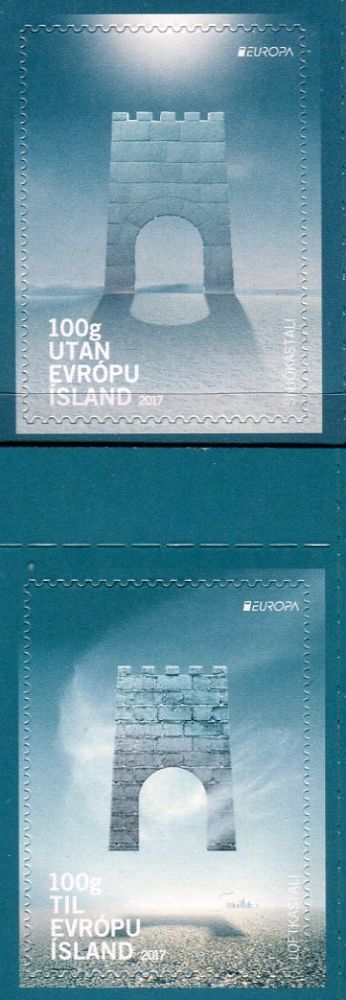 EUROPA
100g
UTAN
EVRÓPU
ÍSLAND 2017
SNJÓKASTALI
EUROPA
100g
TIL
EVRÓPU
ÍSLAND 2017
LOFTKASTALI